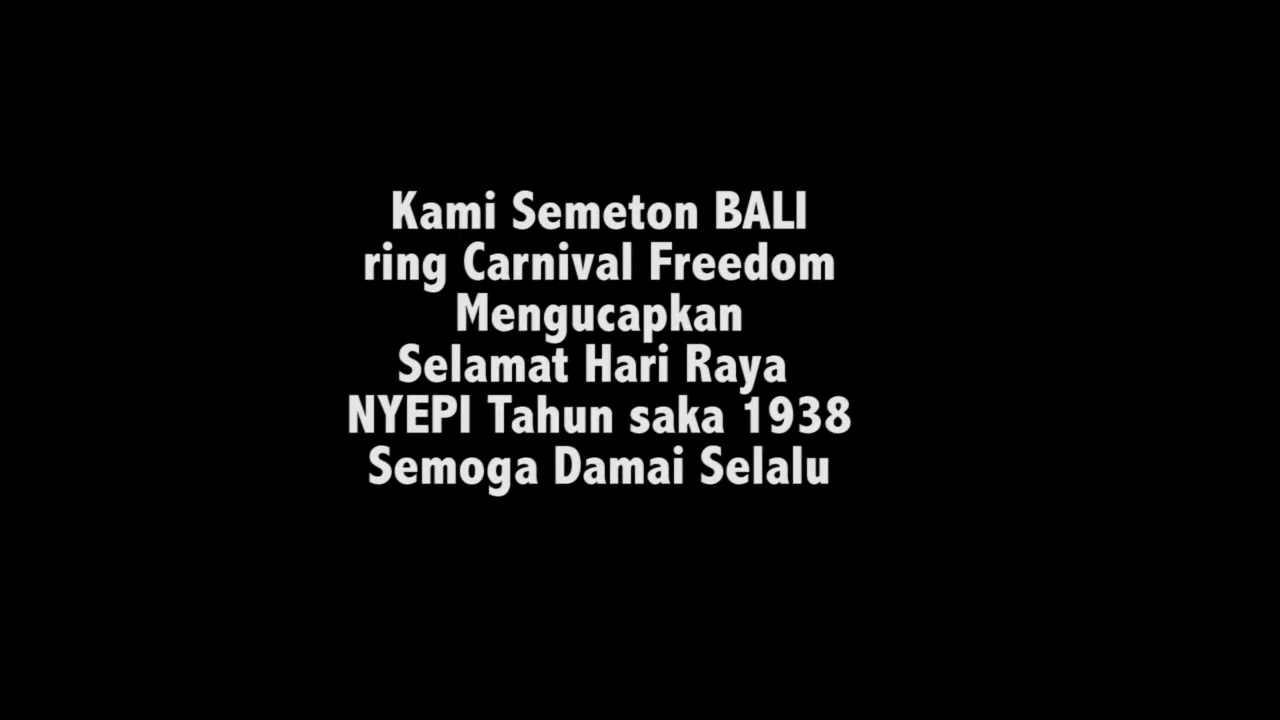 Kami Semeton BALI
ring Carnival Freedom
Mengucapkan
Selamat Hari Raya
NYEPI Tahun saka 1938
Semoga Damai Selalu